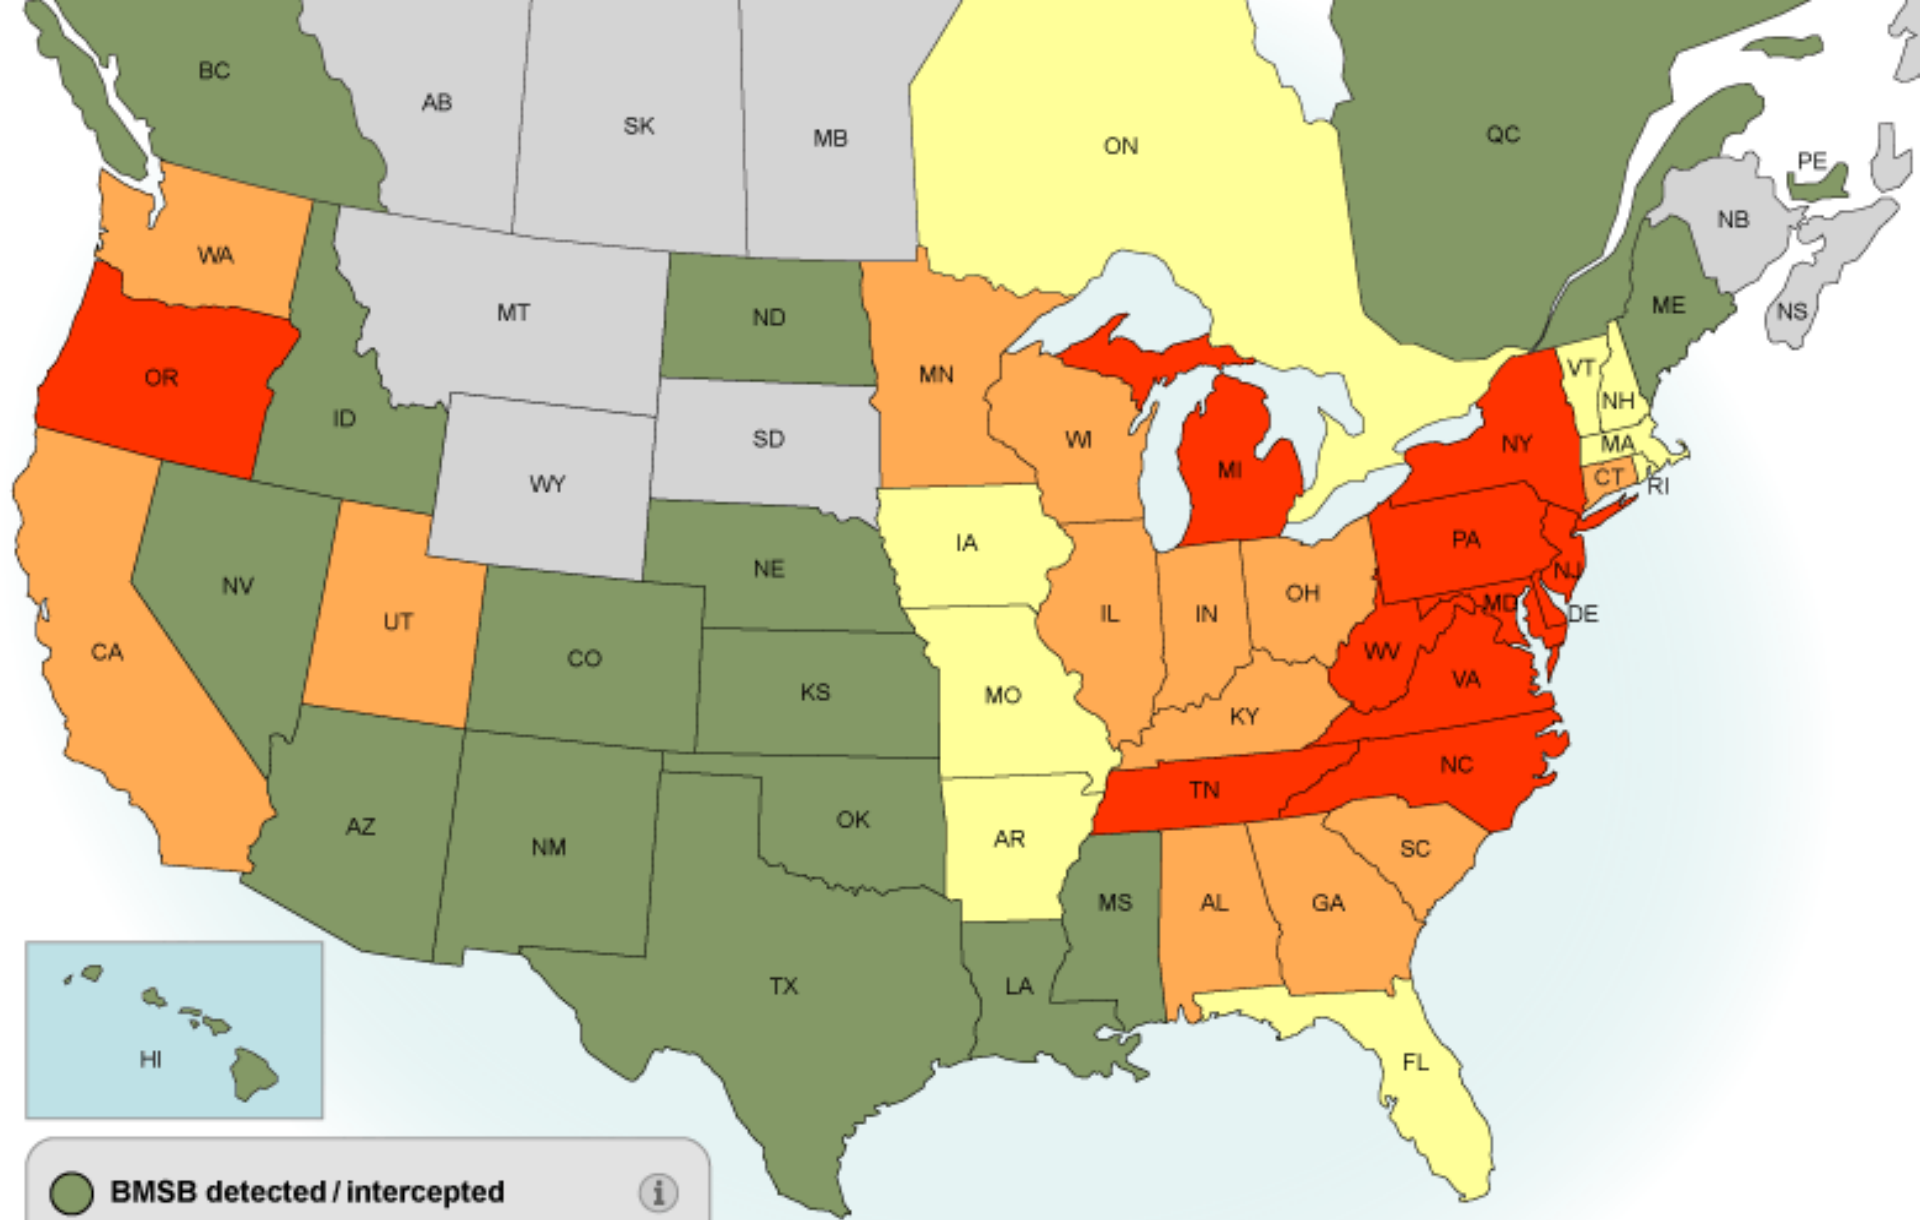 BC
AB
SK
MB
ON
QC
PE
NB
NS
ME
WA
MT
ND
MN
OR
ID
SD
WI
MI
NY
VT
NH
MA
CT
RI
WY
IA
NE
PA
NJ
NV
UT
CO
KS
MO
IL
IN
OH
MD
DE
WV
VA
CA
KY
NC
TN
AZ
NM
OK
AR
SC
MS
AL
GA
TX
LA
FL
HI
BMSB detected / intercepted
i